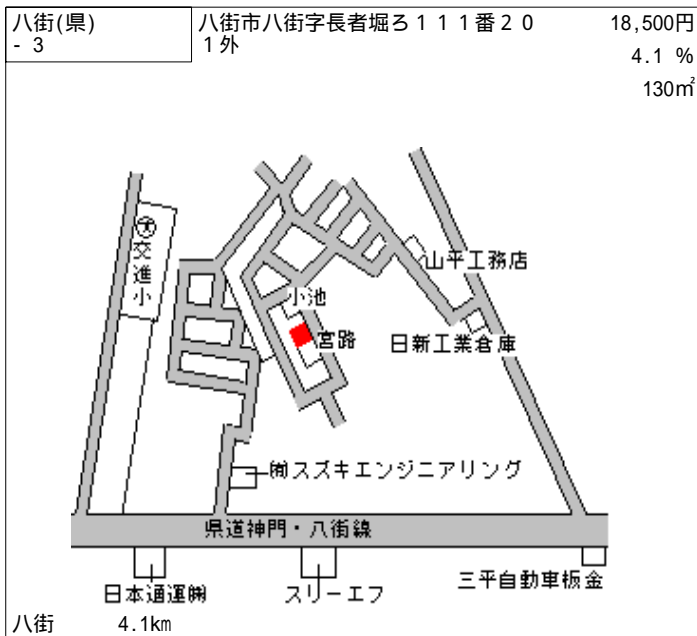 八街(県)
- 3
八街市八街字長者堀ろ１１１番２０
１外
18,500円
4.1 %
130㎡
交進小
山平工務店
小池
宮路
日新工業倉庫
㈲スズキエンジニアリング
県道神門・八街線
日本通運㈱
スリーエフ
三平自動車板金
八街 4.1km